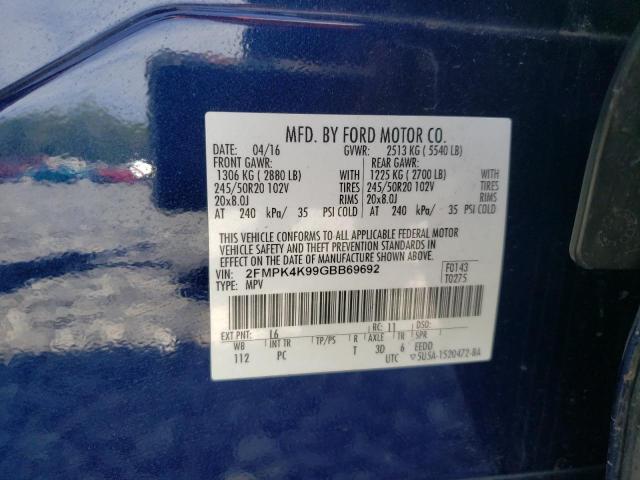 MFD. BY FORD MOTOR CO.
DATE: 04/16 GVWR: 2513 KG ( 5540 LB)
FRONT GAWR: REAR GAWR:
1306 KG ( 2880 LB) WITH 1225 KG ( 2700 LB) WITH
245/50R20 102V TIRES 245/50R20 102V TIRES
20x8.0J RIMS 20x8.0J RIMS
AT 240 kPa/ 35 PSI COLD AT 240 kPa/ 35 PSI COLD
THIS VEHICLE CONFORMS TO ALL APPLICABLE FEDERAL MOTOR
VEHICLE SAFETY AND BUMPER STANDARDS IN EFFECT ON THE
DATE OF MANUFACTURE SHOWN ABOVE.
VIN: 2FMPK4K99GBB69692 F0143
TYPE: MPV T0275
EXT PNT: L6 RC: 11 DSO:
WB INT TR TP/PS R AXLE TR SPR
112 PC T 3D 6 EEDD
UTC ▽5U5A-1520472-BA